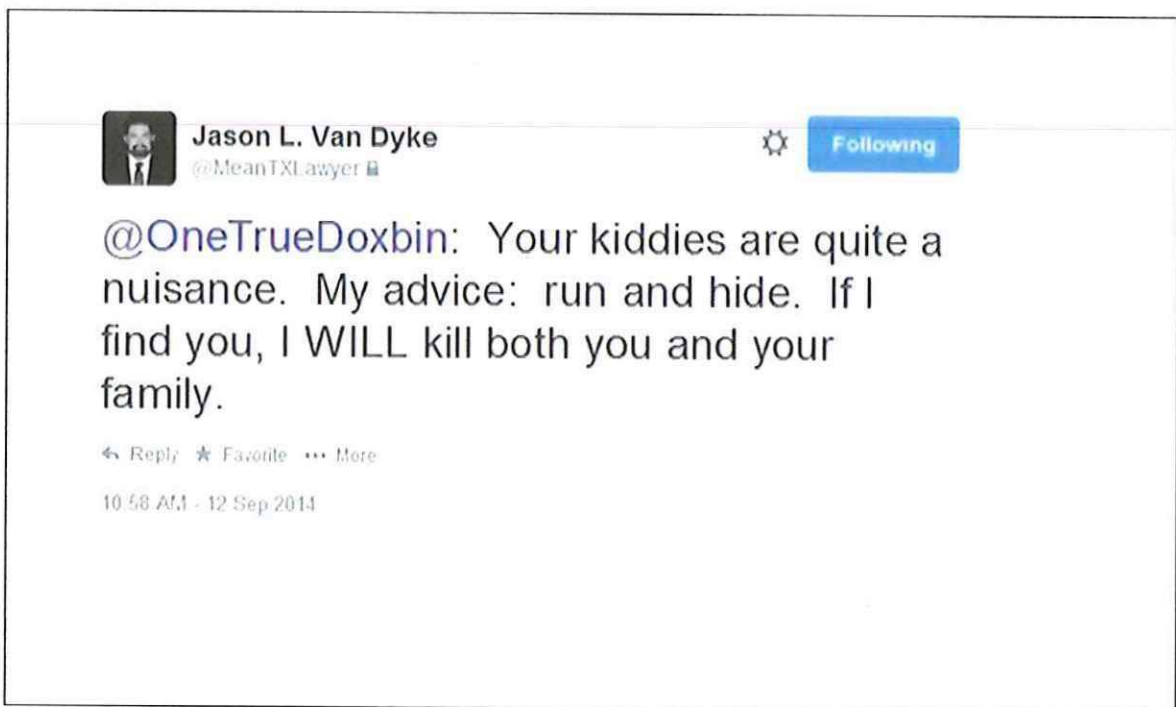 Jason L. Van Dyke
@MeanTXLawyer
Following
@OneTrueDoxbin: Your kiddies are quite a
nuisance. My advice: run and hide. If I
find you, I WILL kill both you and your
family.
Reply Favorite ••• More
10:58 AM - 12 Sep 2014